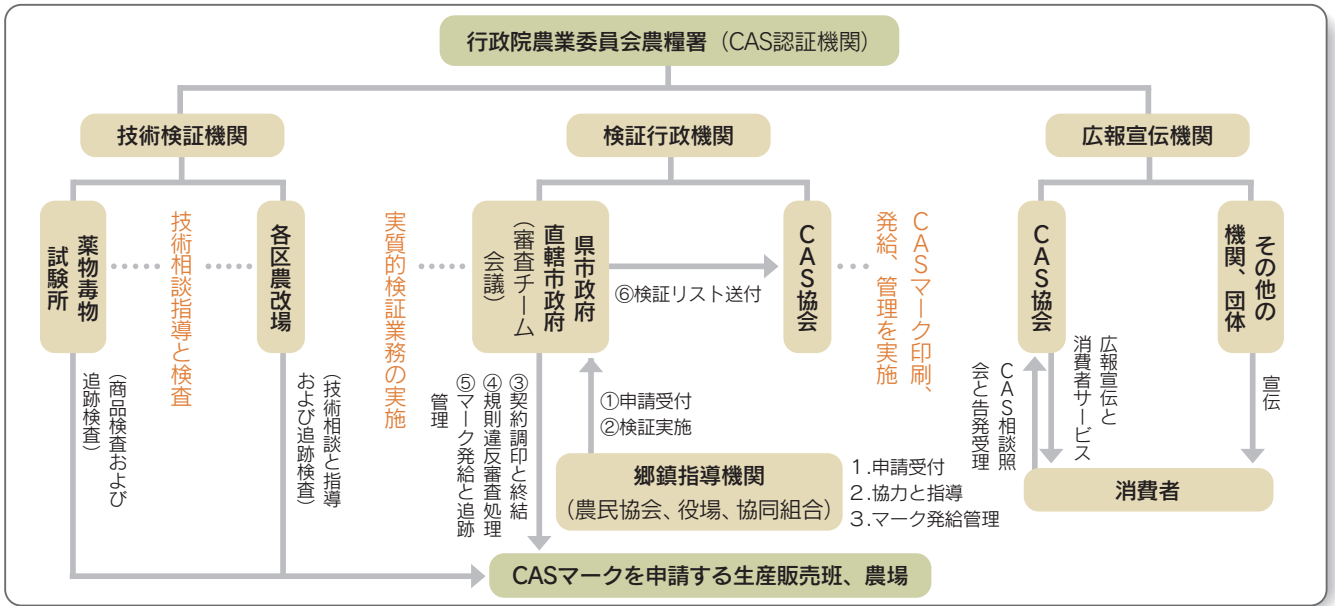 行政院農業委員会農糧署（CAS認証機関）
技術検証機関
検証行政機関
広報宣伝機関
薬物毒物
試験所
技術相談指導と検査
各区農改場
実質的検証業務の実施
県市政府
直轄市政府
（審査チーム
会議）
⑥検証リスト送付
CAS協会
CASマーク印刷、
発給、管理を実施
CAS協会
その他の
機関、団体
（商品検査および
追跡検査）
（技術相談と指導
および追跡検査）
③契約調印と終結
④規則違反審査処理
⑤マーク発給と追跡
管理
①申請受付
②検証実施
郷鎮指導機関
（農民協会、役場、協同組合）
１.申請受付
２.協力と指導
３.マーク発給管理
CAS相談照
会と告発受理
広報宣伝と
消費者サービス
宣伝
消費者
CASマークを申請する生産販売班、農場